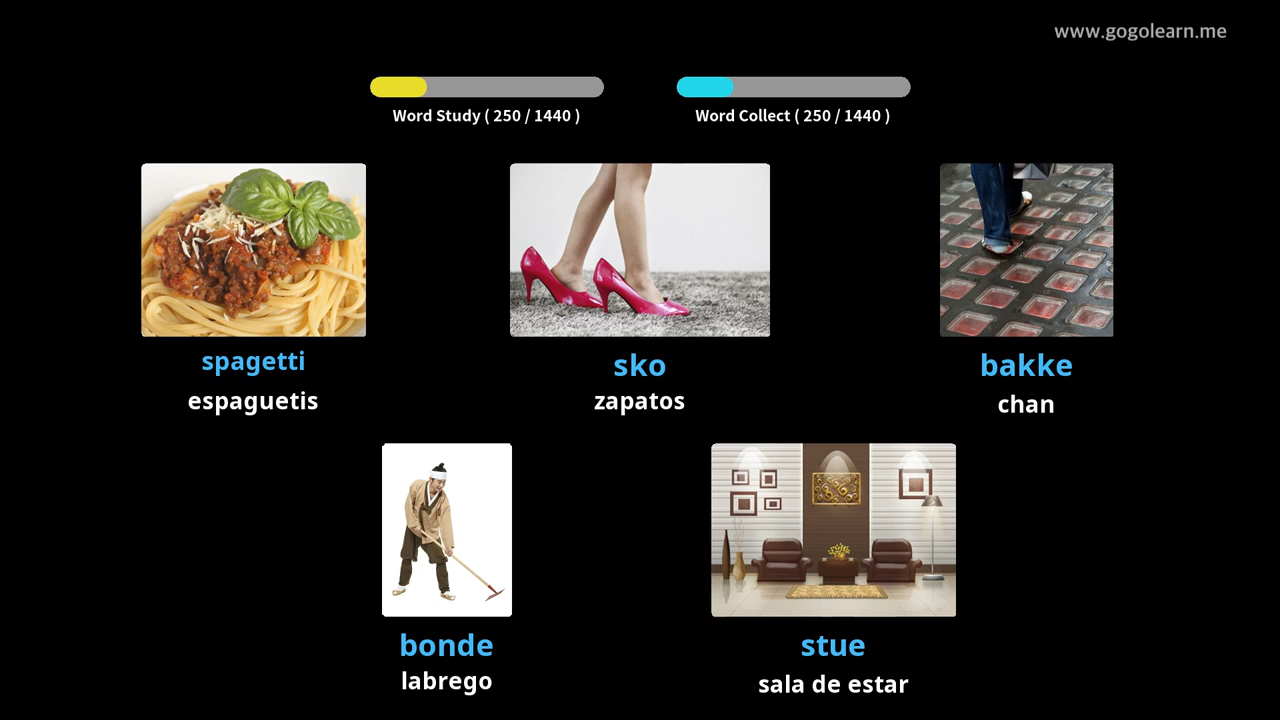 www.gogolearn.me
Word Study ( 250 / 1440 )
Word Collect ( 250 / 1440 )
spagetti
espaguetis
sko
zapatos
bakke
chan
bonde
labrego
stue
sala de estar